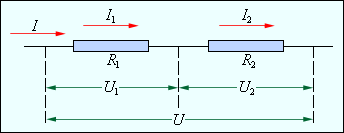 I I₁ I₂
R₁ R₂
U₁ U₂
U